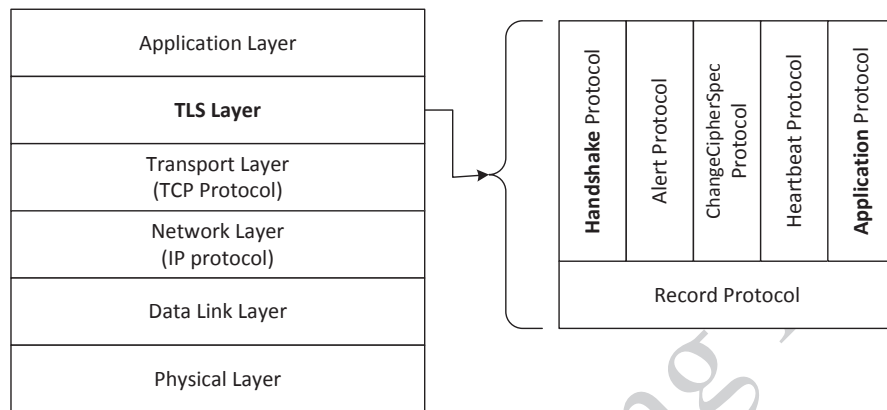 Application Layer
TLS Layer
Transport Layer
(TCP Protocol)
Network Layer
(IP protocol)
Data Link Layer
Physical Layer
Handshake Protocol
Alert Protocol
ChangeCipherSpec
Protocol
Heartbeat Protocol
Application Protocol
Record Protocol
ng